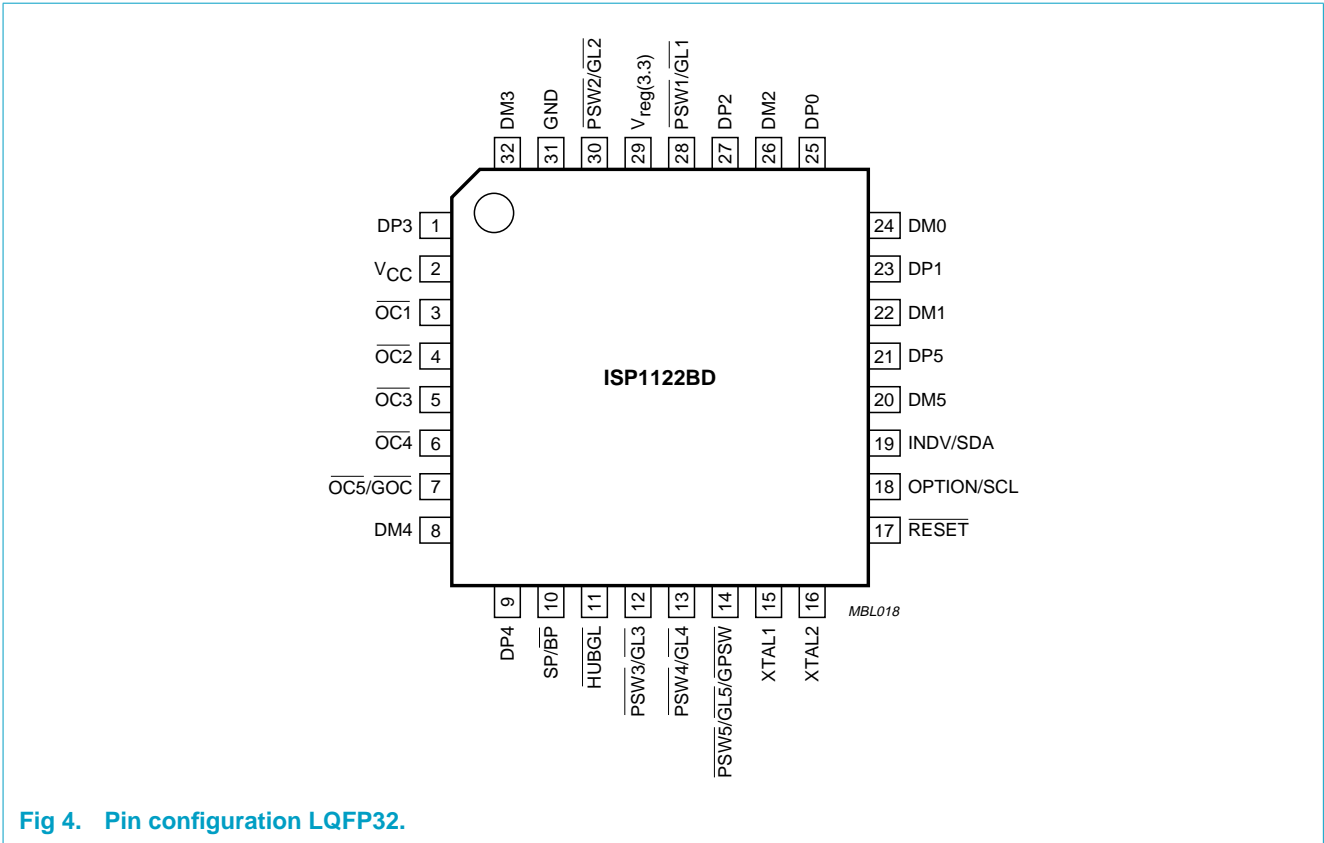 DM3
GND
PSW2/GL2
Vreg(3.3)
PSW1/GL1
DP2
DM2
DP0
32
31
30
29
28
27
26
25
DP3 1
VCC 2
OC1 3
OC2 4
OC3 5
OC4 6
OC5/GOC 7
DM4 8
ISP1122BD
24 DM0
23 DP1
22 DM1
21 DP5
20 DM5
19 INDV/SDA
18 OPTION/SCL
17 RESET
9
10
11
12
13
14
15
16
DP4
SP/BP
HUBGL
PSW3/GL3
PSW4/GL4
PSW5/GL5/GPSW
XTAL1
XTAL2
MBL018
Fig 4. Pin configuration LQFP32.